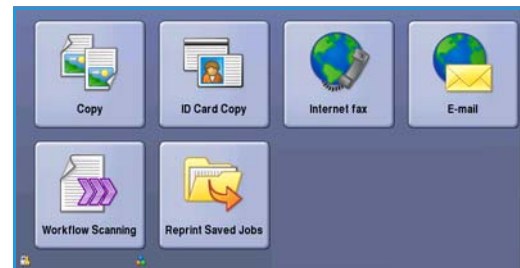 Copy
ID Card Copy
Internet fax
E-mail
Workflow Scanning
Reprint Saved Jobs